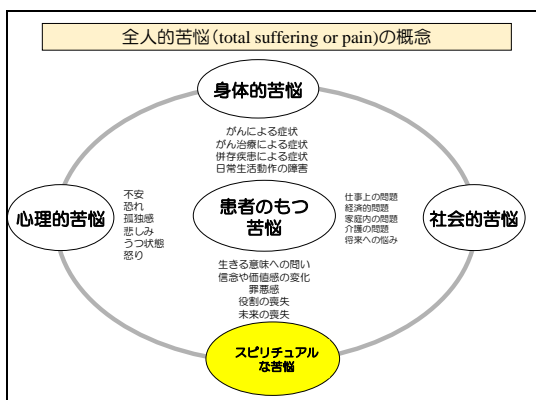 全人的苦悩(total suffering or pain)の概念
身体的苦悩
がんによる症状
がん治療による症状
併存疾患による症状
日常生活動作の障害
心理的苦悩
不安
恐れ
孤独感
悲しみ
うつ状態
怒り
患者のもつ
苦悩
仕事上の問題
経済的問題
家庭内の問題
介護の問題
将来への悩み
社会的苦悩
生きる意味への問い
信念や価値感の変化
罪悪感
役割の喪失
未来の喪失
スピリチュアル
な苦悩